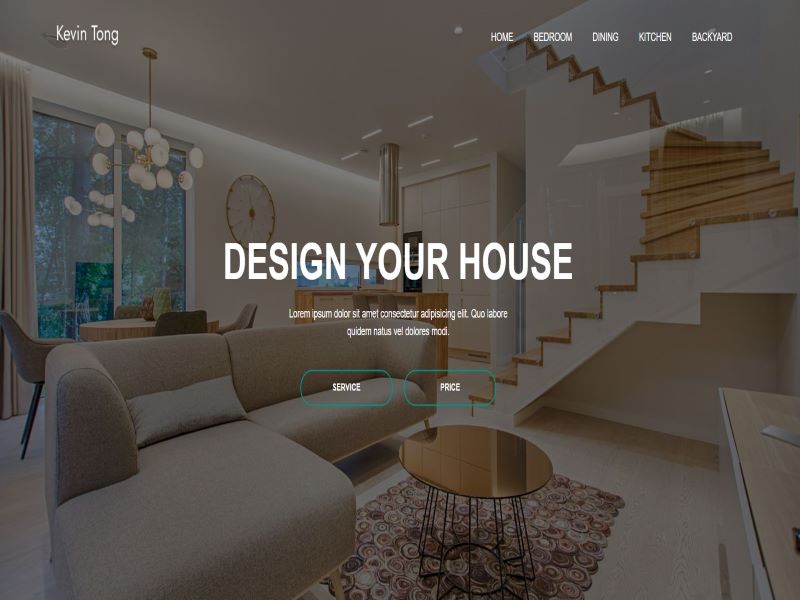 Kevin Tong
HOME BEDROOM DINING KITCHEN BACKYARD
DESIGN YOUR HOUSE
Lorem ipsum dolor sit amet consectetur adipisicing elit. Quo labore
quidem natus vel dolores modi.
SERVICE PRICE